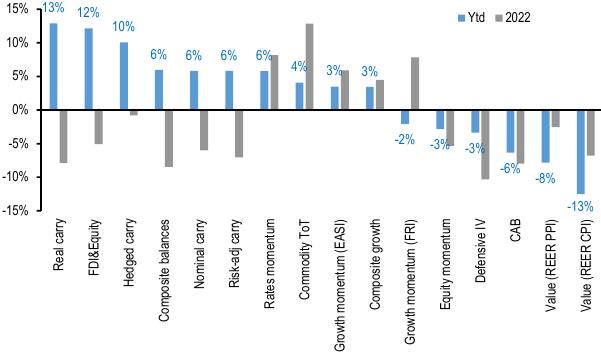 15%
10%
5%
0%
-5%
-10%
-15%
Ytd
2022
13%
12%
10%
6%
6%
6%
6%
4%
3%
3%
-2%
-3%
-3%
-6%
-8%
-13%
Real carry
FDI&Equity
Hedged carry
Composite balances
Nominal carry
Risk-adj carry
Rates momentum
Commodity ToT
Growth momentum (EASI)
Composite growth
Growth momentum (FRI)
Equity momentum
Defensive IV
CAB
Value (REER PPI)
Value (REER CPI)